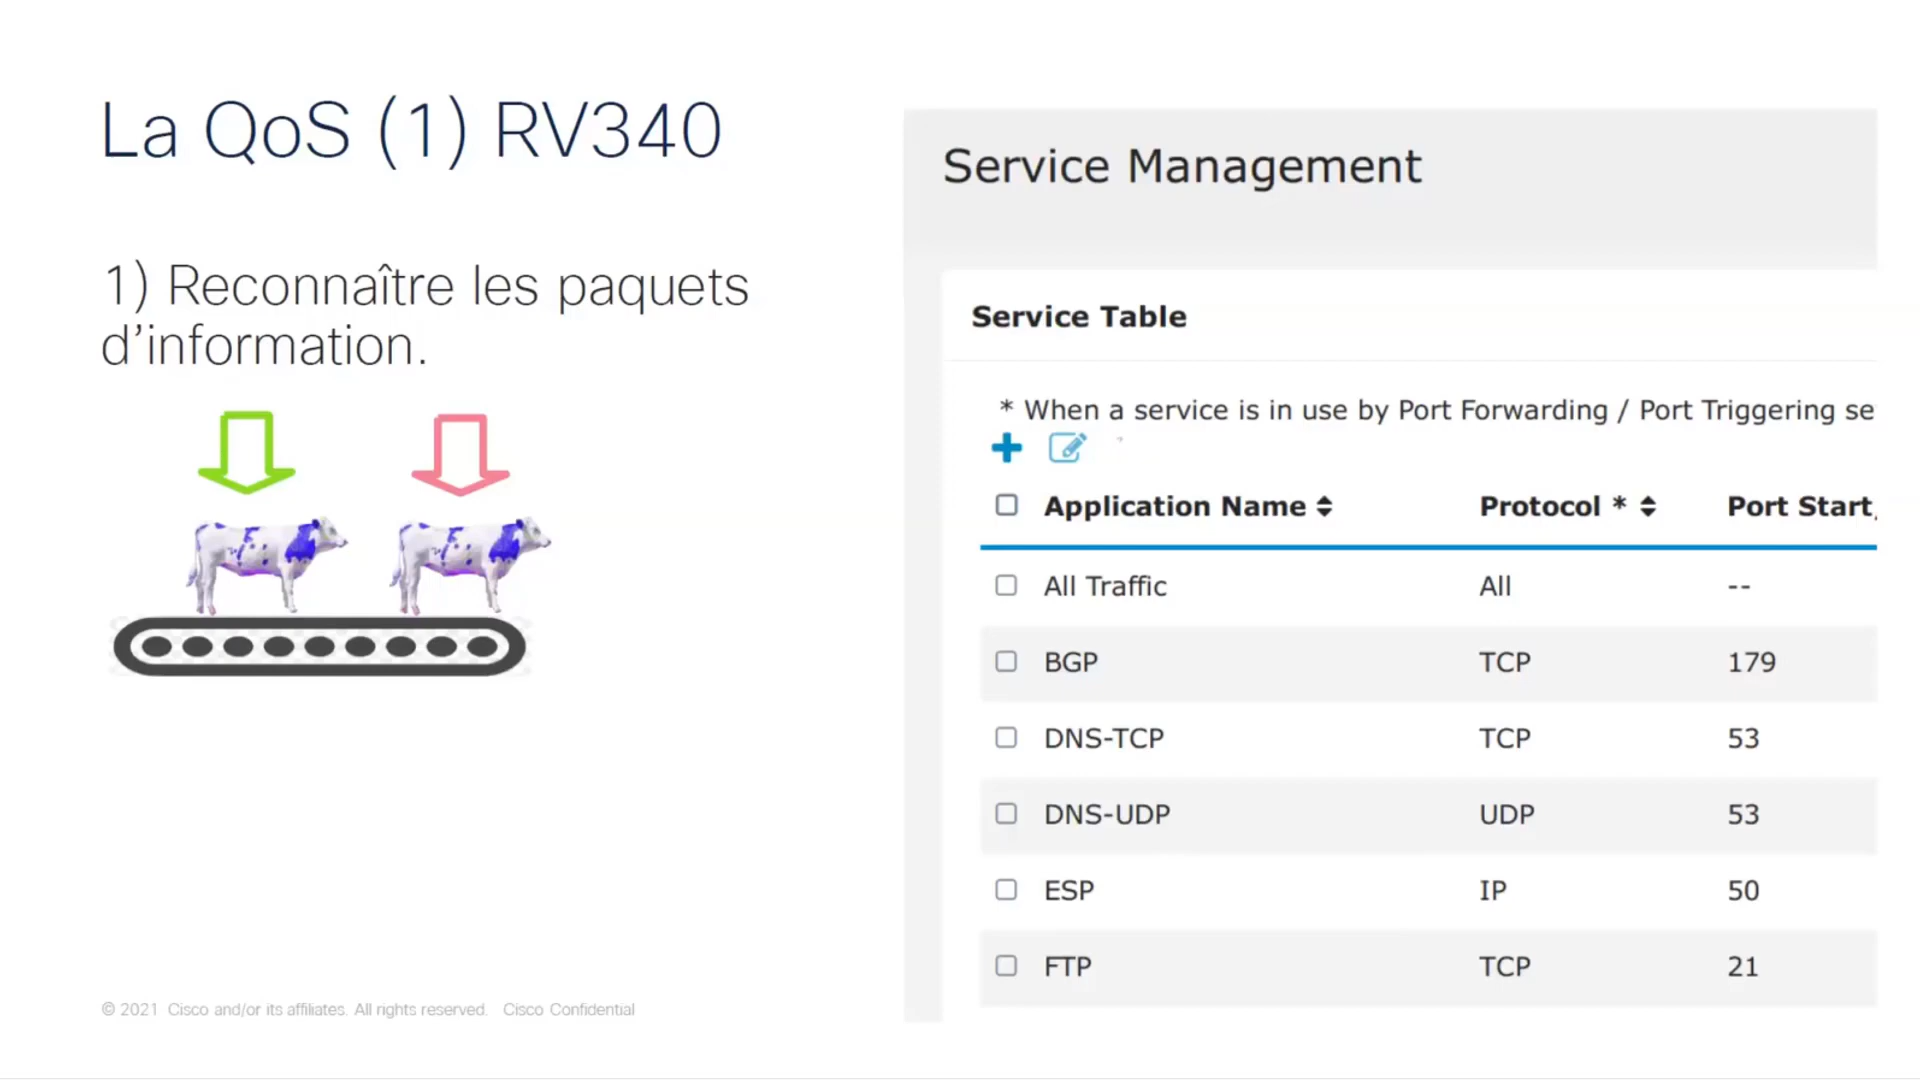 La QoS (1) RV340
1) Reconnaître les paquets
d’information.
© 2021 Cisco and/or its affiliates. All rights reserved. Cisco Confidential
Service Management
Service Table
* When a service is in use by Port Forwarding / Port Triggering se
Application Name Protocol * Port Start
All Traffic All --
BGP TCP 179
DNS-TCP TCP 53
DNS-UDP UDP 53
ESP IP 50
FTP TCP 21